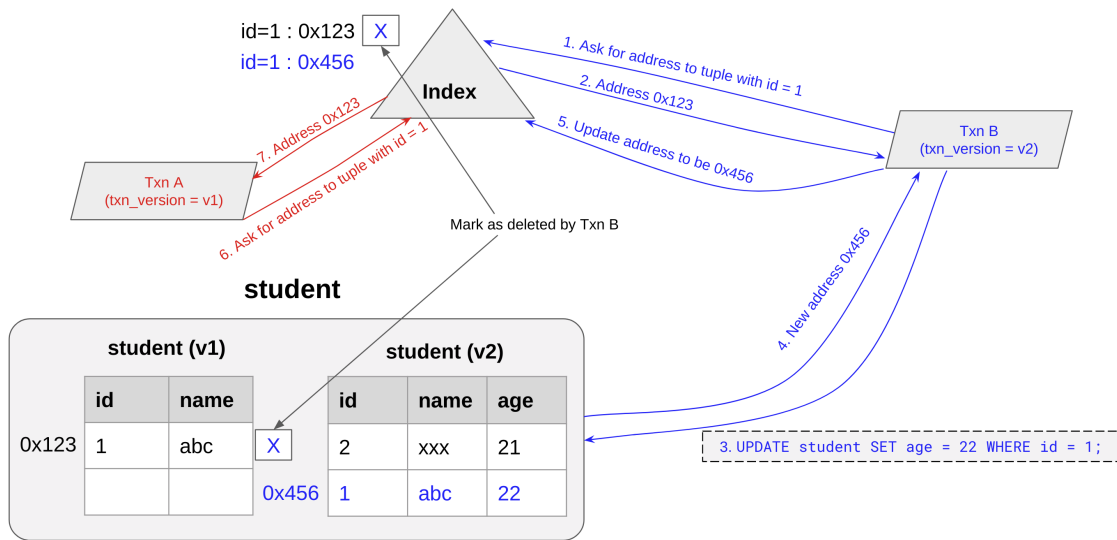 id=1 : 0x123 X
id=1 : 0x456
Index
1. Ask for address to tuple with id = 1
2. Address 0x123
5. Update address to be 0x456
Txn B
(txn_version = v2)
7. Address 0x123
Txn A
(txn_version = v1)
6. Ask for address to tuple with id = 1
Mark as deleted by Txn B
4. New address 0x456
student
student (v1)
student (v2)
id name
id name age
0x123 1 abc X
2 xxx 21
0x456 1 abc 22
3. UPDATE student SET age = 22 WHERE id = 1;